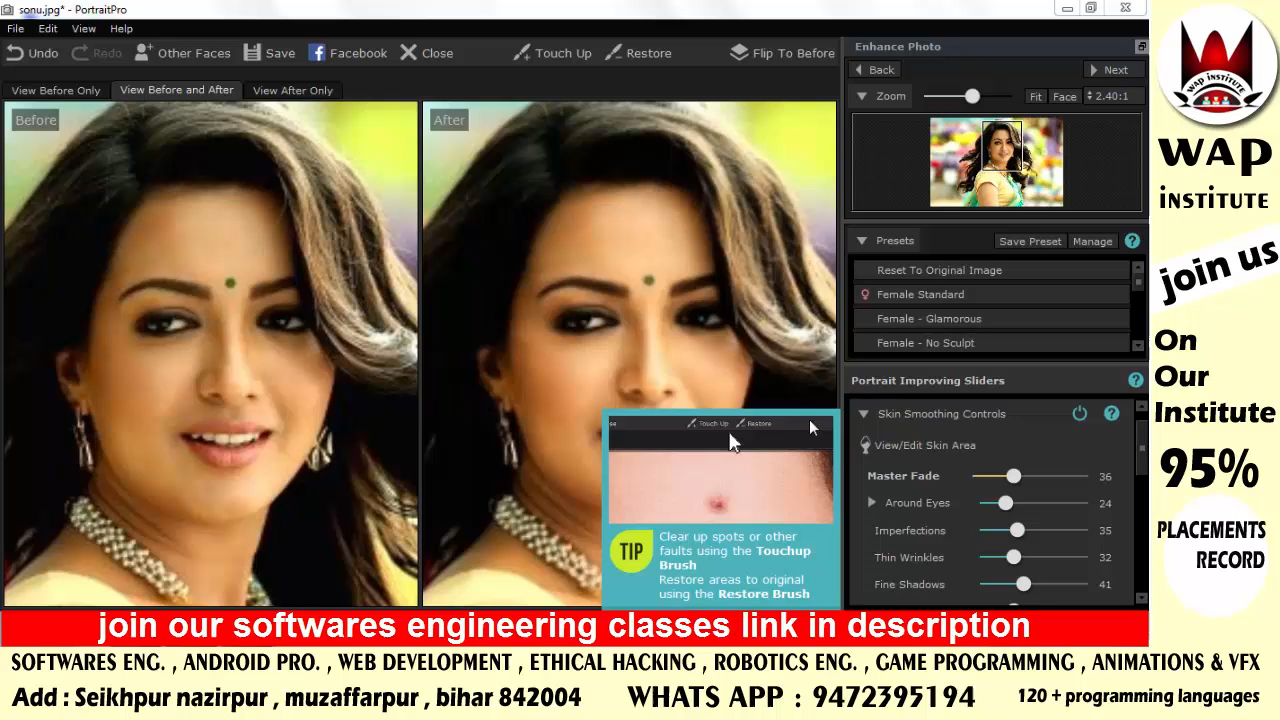 sonu.jpg* - PortraitPro
File Edit View Help
Undo Redo Other Faces Save Facebook Close Touch Up Restore Flip To Before
View Before Only View Before and After View After Only
Before
After
Enhance Photo
Back Next
Zoom Fit Face 2.40:1
Presets Save Preset Manage ?
Reset To Original Image
Female Standard
Female - Glamorous
Female - No Sculpt
Portrait Improving Sliders ?
Skin Smoothing Controls ?
View/Edit Skin Area
Master Fade 36
Around Eyes 24
Imperfections 35
Thin Wrinkles 32
Fine Shadows 41
se Touch Up Restore
TIP
Clear up spots or other
faults using the Touchup
Brush
Restore areas to original
using the Restore Brush
wap institute
wap
institute
join us
On
Our
Institute
95%
PLACEMENTS
RECORD
join our softwares engineering classes link in description
SOFTWARES ENG. , ANDROID PRO. , WEB DEVELOPMENT , ETHICAL HACKING , ROBOTICS ENG. , GAME PROGRAMMING , ANIMATIONS & VFX
Add : Seikhpur nazirpur , muzaffarpur , bihar 842004 WHATS APP : 9472395194 120 + programming languages